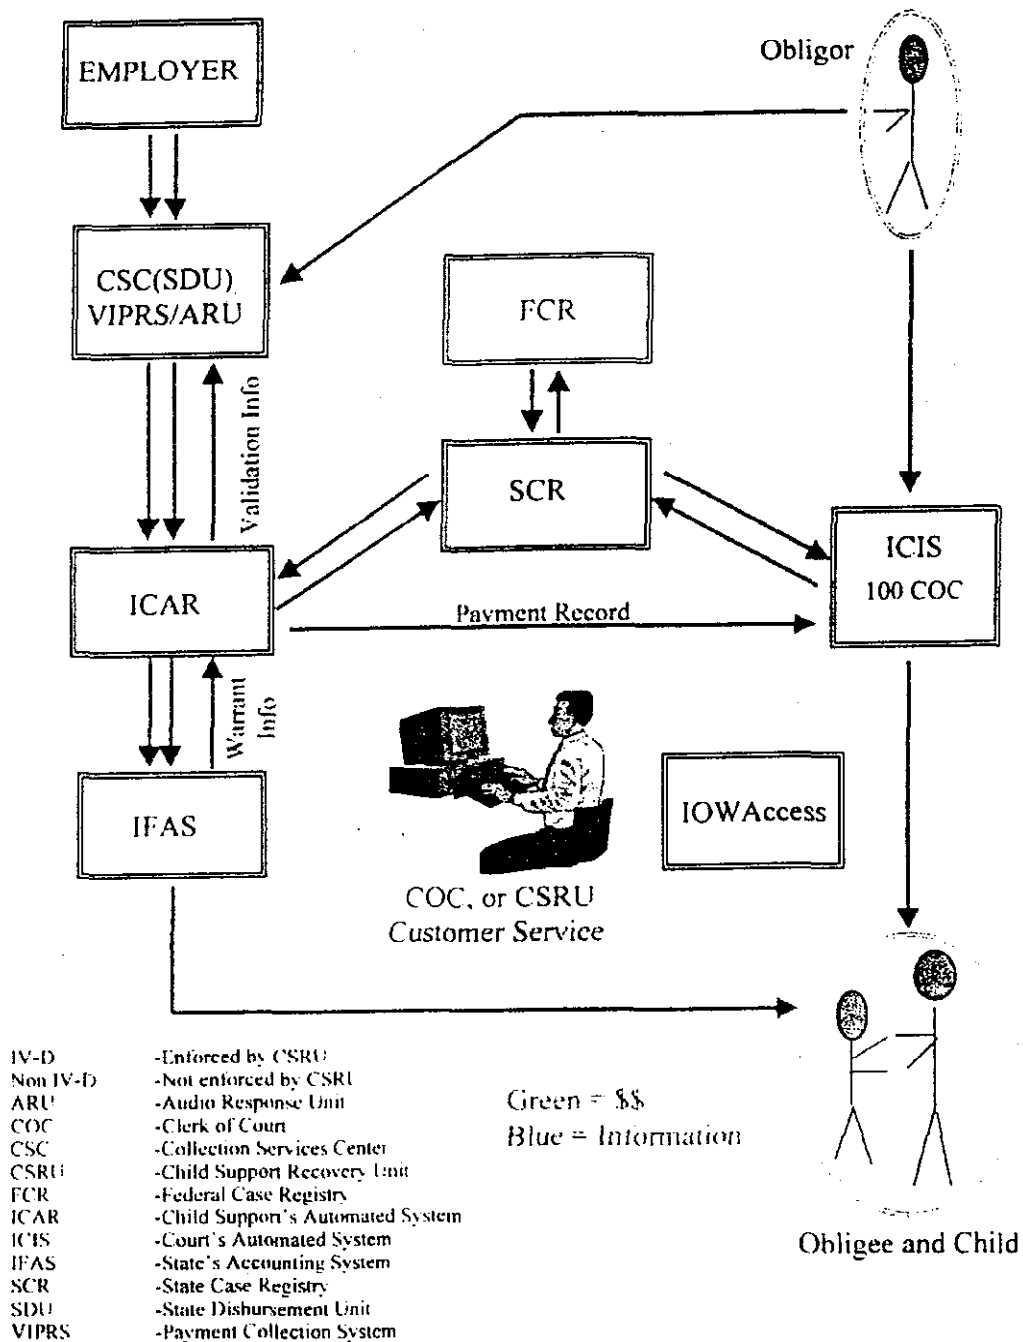 EMPLOYER
Obligor
CSC(SDU)
VIPRS/ARU
FCR
Validation Info
SCR
ICIS
100 COC
ICAR
Payment Record
Warrant
Info
IFAS
IOWAccess
COC, or CSRU
Customer Service
IV-D -Enforced by CSRU
Non IV-D -Not enforced by CSRU
ARU -Audio Response Unit
COC -Clerk of Court
CSC -Collection Services Center
CSRU -Child Support Recovery Unit
FCR -Federal Case Registry
ICAR -Child Support's Automated System
ICIS -Court's Automated System
IFAS -State's Accounting System
SCR -State Case Registry
SDU -State Disbursement Unit
VIPRS -Payment Collection System
Green = $$
Blue = Information
Obligee and Child